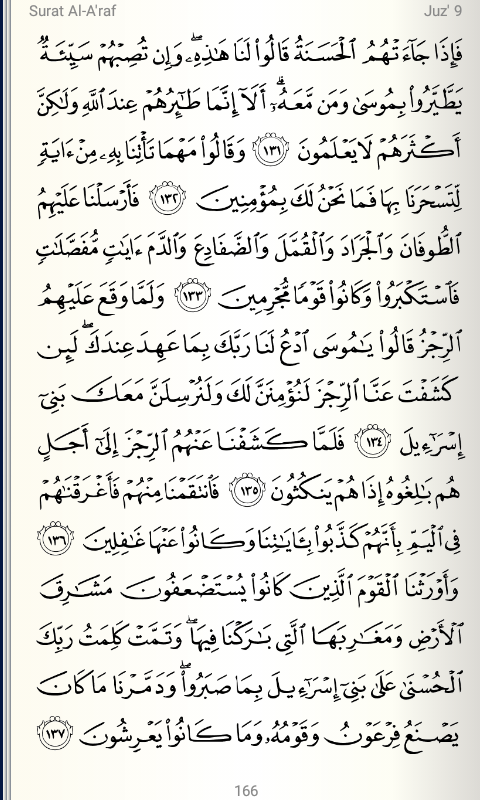 Surat Al-A'raf Juz' 9
فَإِذَا جَآءَتْهُمُ ٱلْحَسَنَةُ قَالُوا۟ لَنَا هَٰذِهِۦ ۖ وَإِن تُصِبْهُمْ سَيِّئَةٌۭ
يَطَّيَّرُوا۟ بِمُوسَىٰ وَمَن مَّعَهُۥٓ ۗ أَلَآ إِنَّمَا طَٰٓئِرُهُمْ عِندَ ٱللَّهِ وَلَٰكِنَّ
أَكْثَرَهُمْ لَا يَعْلَمُونَ ١٣١ وَقَالُوا۟ مَهْمَا تَأْتِنَا بِهِۦ مِنْ ءَايَةٍۢ
لِّتَسْحَرَنَا بِهَا فَمَا نَحْنُ لَكَ بِمُؤْمِنِينَ ١٣٢ فَأَرْسَلْنَا عَلَيْهِمُ
ٱلطُّوفَانَ وَٱلْجَرَادَ وَٱلْقُمَّلَ وَٱلضَّفَادِعَ وَٱلدَّمَ ءَايَٰتٍۢ مُّفَصَّلَٰتٍۢ
فَٱسْتَكْبَرُوا۟ وَكَانُوا۟ قَوْمًۭا مُّجْرِمِينَ ١٣٣ وَلَمَّا وَقَعَ عَلَيْهِمُ
ٱلرِّجْزُ قَالُوا۟ يَٰمُوسَى ٱدْعُ لَنَا رَبَّكَ بِمَا عَهِدَ عِندَكَ ۖ لَئِن
كَشَفْتَ عَنَّا ٱلرِّجْزَ لَنُؤْمِنَنَّ لَكَ وَلَنُرْسِلَنَّ مَعَكَ بَنِىٓ
إِسْرَٰٓءِيلَ ١٣٤ فَلَمَّا كَشَفْنَا عَنْهُمُ ٱلرِّجْزَ إِلَىٰٓ أَجَلٍ
هُم بَٰلِغُوهُ إِذَا هُمْ يَنكُثُونَ ١٣٥ فَٱنتَقَمْنَا مِنْهُمْ فَأَغْرَقْنَٰهُمْ
فِى ٱلْيَمِّ بِأَنَّهُمْ كَذَّبُوا۟ بِـَٔايَٰتِنَا وَكَانُوا۟ عَنْهَا غَٰفِلِينَ ١٣٦
وَأَوْرَثْنَا ٱلْقَوْمَ ٱلَّذِينَ كَانُوا۟ يُسْتَضْعَفُونَ مَشَٰرِقَ
ٱلْأَرْضِ وَمَغَٰرِبَهَا ٱلَّتِى بَٰرَكْنَا فِيهَا ۖ وَتَمَّتْ كَلِمَتُ رَبِّكَ
ٱلْحُسْنَىٰ عَلَىٰ بَنِىٓ إِسْرَٰٓءِيلَ بِمَا صَبَرُوا۟ ۖ وَدَمَّرْنَا مَا كَانَ
يَصْنَعُ فِرْعَوْنُ وَقَوْمُهُۥ وَمَا كَانُوا۟ يَعْرِشُونَ ١٣٧
166